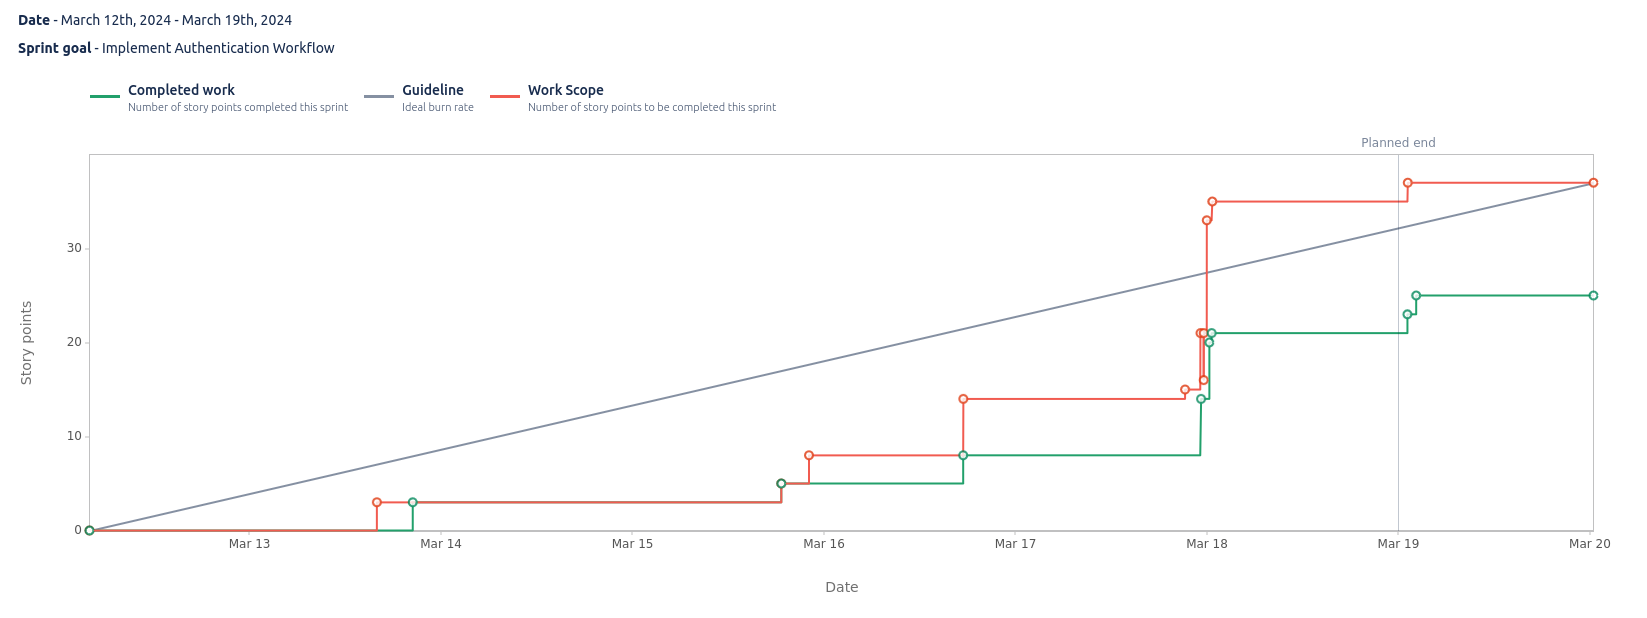 Date - March 12th, 2024 - March 19th, 2024
Sprint goal - Implement Authentication Workflow
Completed work
Number of story points completed this sprint
Guideline
Ideal burn rate
Work Scope
Number of story points to be completed this sprint
Planned end
Story points
30
20
10
0
Mar 13
Mar 14
Mar 15
Mar 16
Mar 17
Mar 18
Mar 19
Mar 20
Date